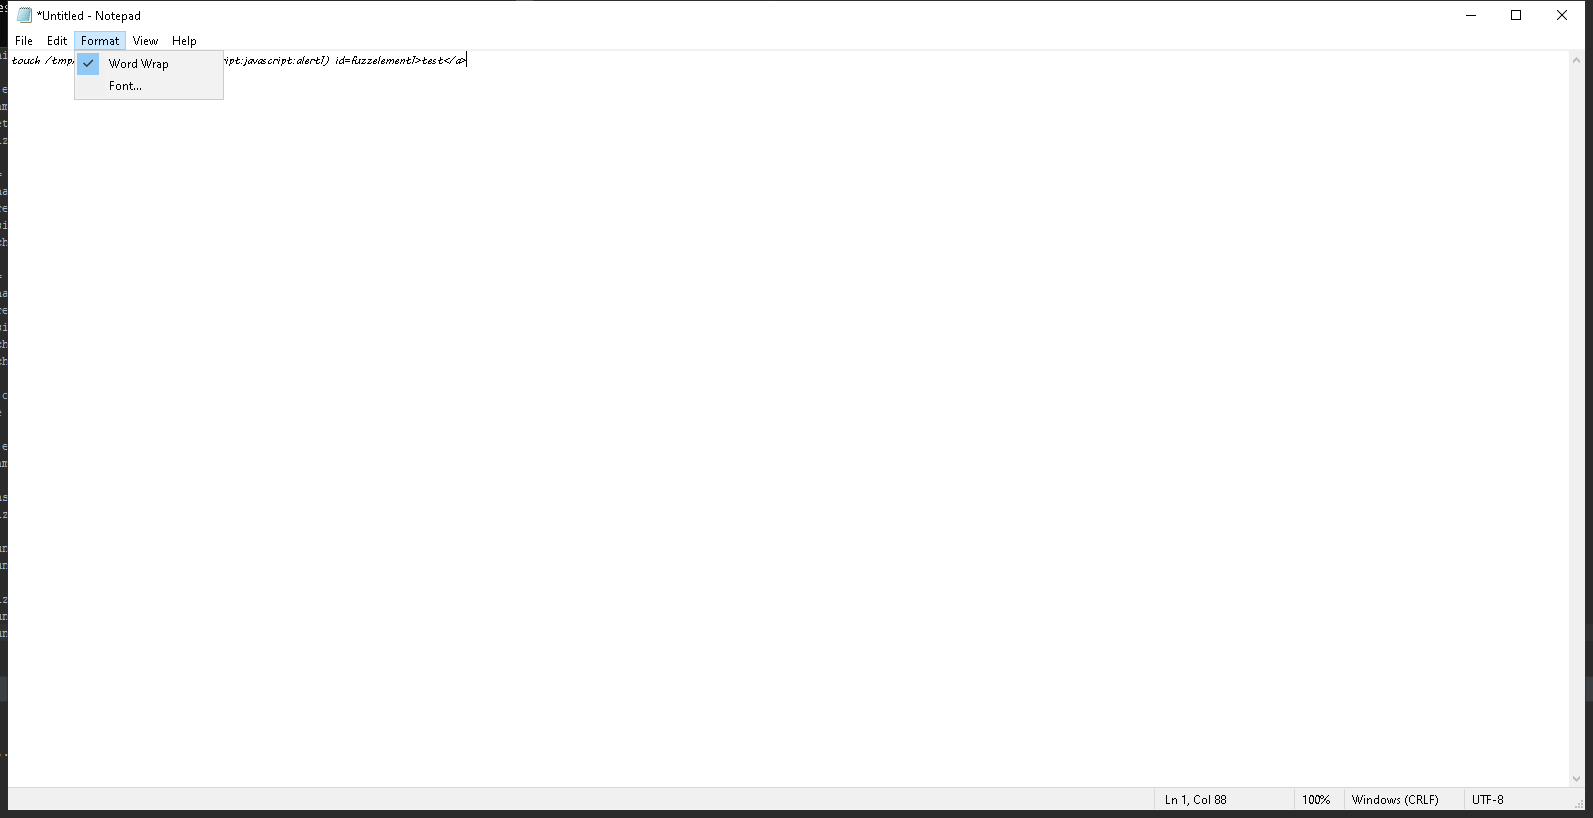 *Untitled - Notepad
File Edit Format View Help
touch /tmp
ipt:javascript:alert1) id=fuzzelement1>test</a>
Word Wrap
Font...
Ln 1, Col 88
100%
Windows (CRLF)
UTF-8